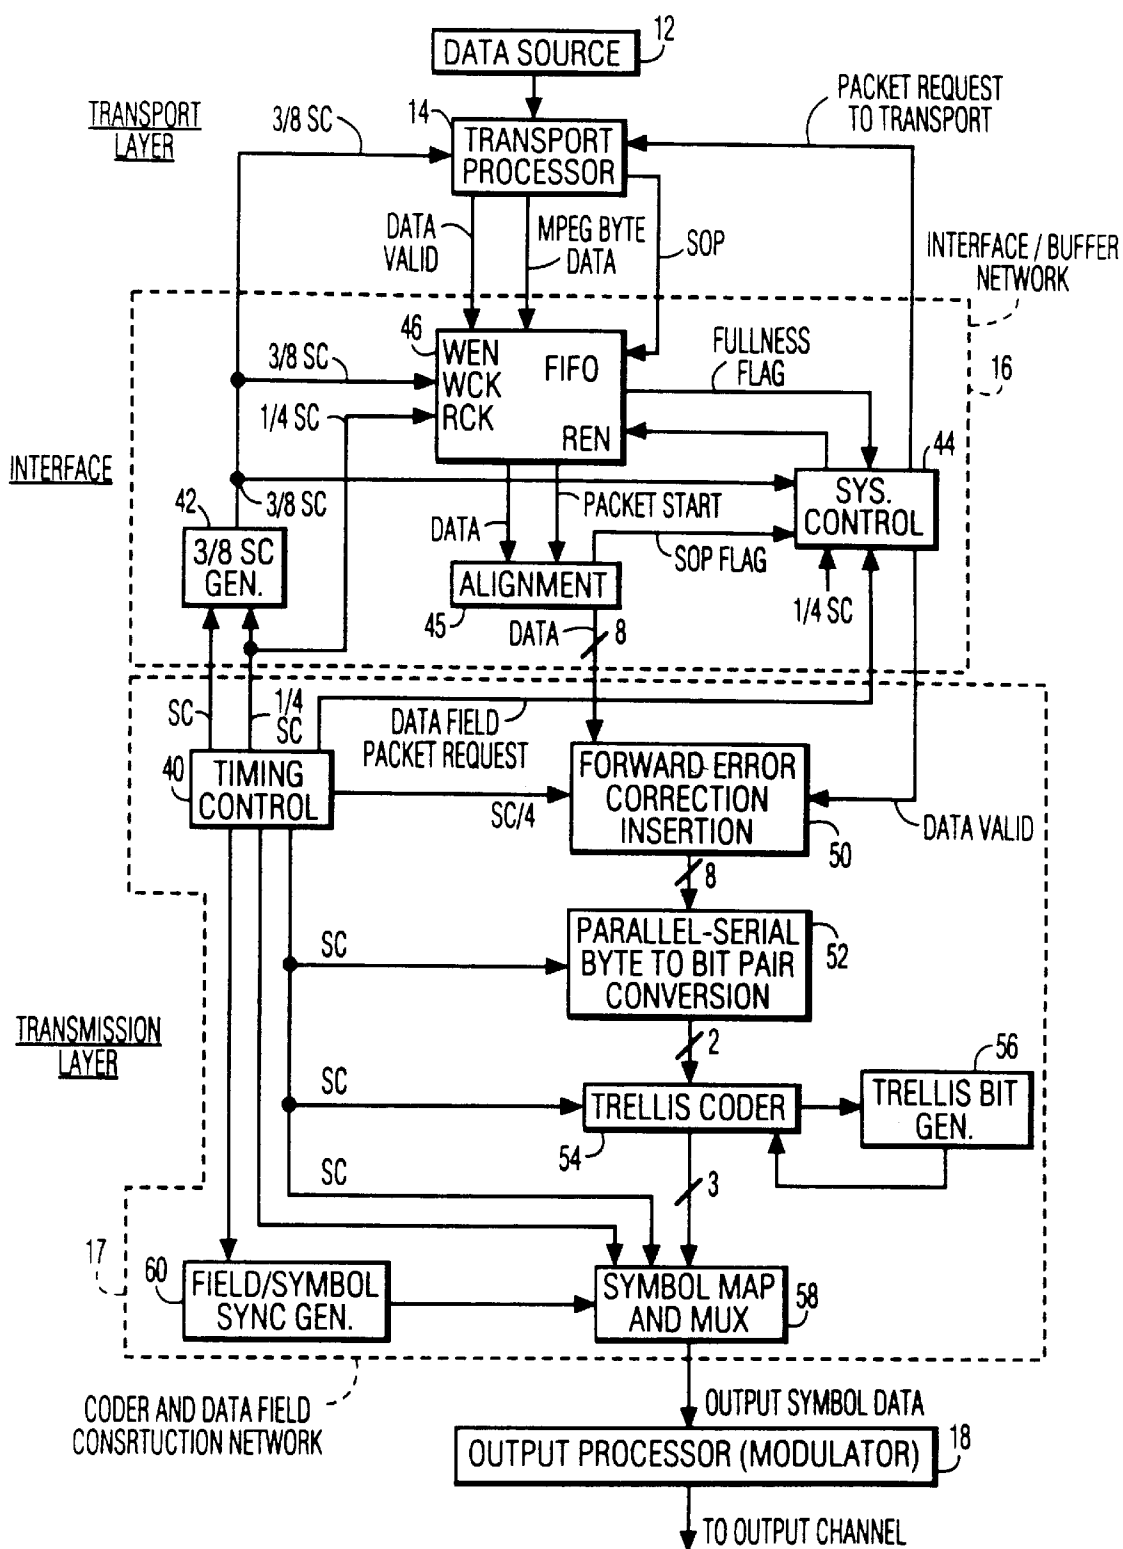 12
DATA SOURCE
PACKET REQUEST
TO TRANSPORT
TRANSPORT
LAYER
3/8 SC
14
TRANSPORT
PROCESSOR
DATA
VALID
MPEG BYTE
DATA
SOP
INTERFACE / BUFFER
NETWORK
46
WEN
WCK
RCK
FIFO
REN
3/8 SC
1/4 SC
FULLNESS
FLAG
16
INTERFACE
44
SYS.
CONTROL
42
3/8 SC
3/8 SC
GEN.
DATA
PACKET START
SOP FLAG
ALIGNMENT
45
DATA
8
1/4 SC
SC
1/4
SC
DATA FIELD
PACKET REQUEST
40
TIMING
CONTROL
SC/4
FORWARD ERROR
CORRECTION
INSERTION
50
DATA VALID
8
SC
PARALLEL-SERIAL
BYTE TO BIT PAIR
CONVERSION
52
TRANSMISSION
LAYER
2
SC
TRELLIS CODER
54
56
TRELLIS BIT
GEN.
SC
3
17
60
FIELD/SYMBOL
SYNC GEN.
SYMBOL MAP
AND MUX
58
CODER AND DATA FIELD
CONSRTUCTION NETWORK
OUTPUT SYMBOL DATA
OUTPUT PROCESSOR (MODULATOR)
18
TO OUTPUT CHANNEL